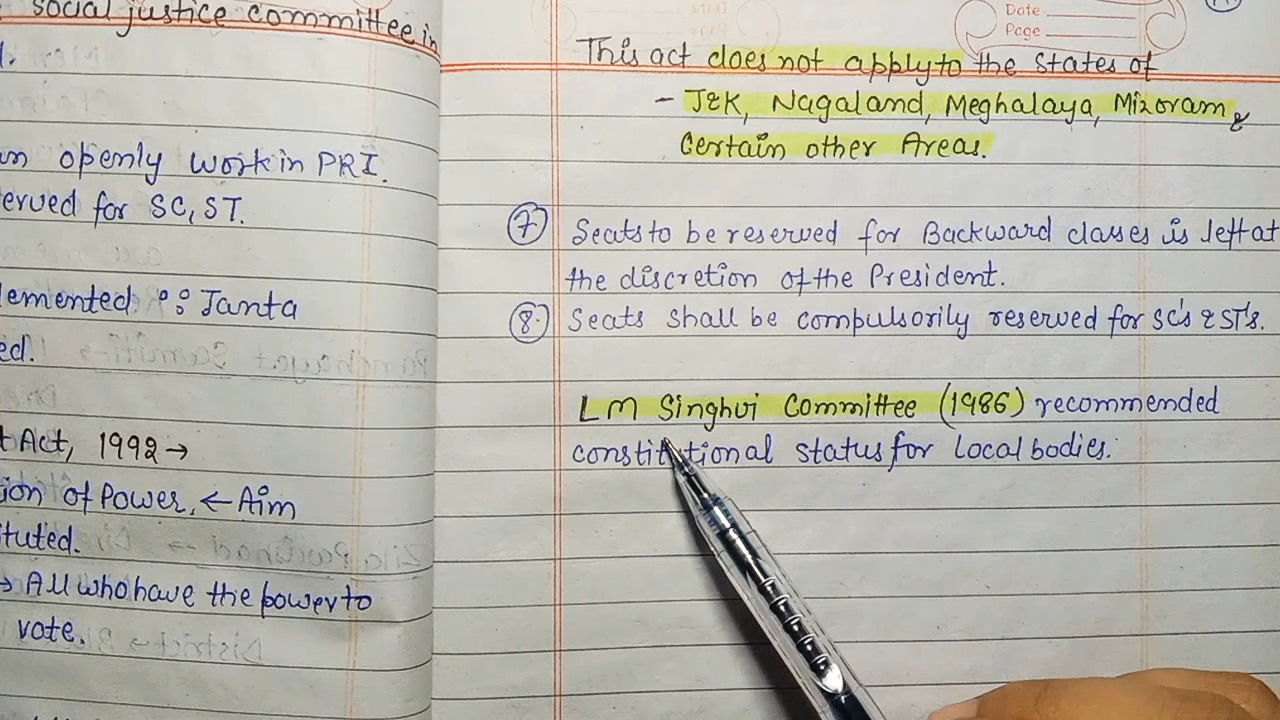 social justice committee in
openly work in PRI.
erved for SC, ST.
lemented : Janta
ed.
t Act, 1992 →
ion of Power, ← Aim
ituted.
→ All who have the power to
vote.
Date
Page
This act does not apply to the states of
- J&K, Nagaland, Meghalaya, Mizoram &
Certain other Areas.
7 Seats to be reserved for Backward classes is left at
the discretion of the President.
8. Seats shall be compulsorily reserved for SC's & ST's.
LM Singhvi Committee (1986) recommended
constitutional status for local bodies.